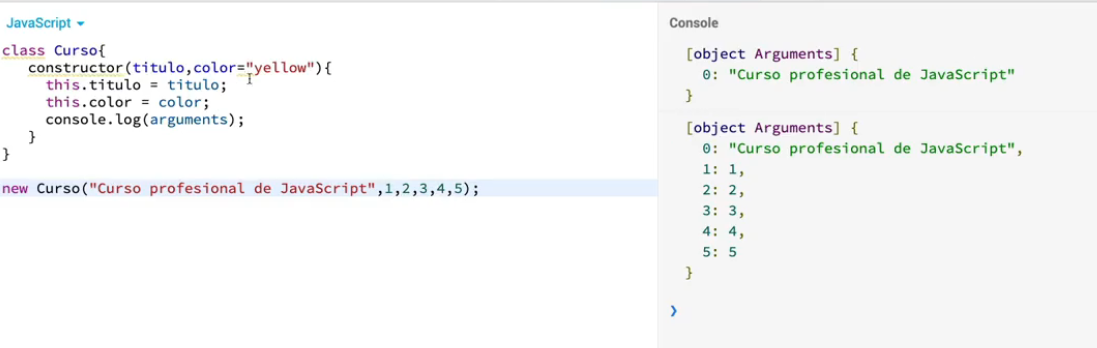 JavaScript
class Curso{
constructor(titulo,color="yellow"){
this.titulo = titulo;
this.color = color;
console.log(arguments);
}
}
new Curso("Curso profesional de JavaScript",1,2,3,4,5);
Console
[object Arguments] {
0: "Curso profesional de JavaScript"
}
[object Arguments] {
0: "Curso profesional de JavaScript",
1: 1,
2: 2,
3: 3,
4: 4,
5: 5
}
❯